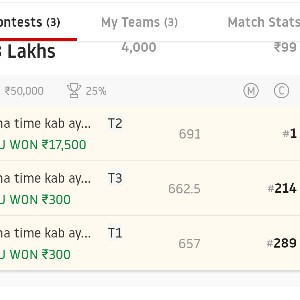 ontests (3) My Teams (3) Match Stats
Lakhs 4,000 ₹99
₹50,000 25% M C
na time kab ay... T2 691 #1
U WON ₹17,500
na time kab ay... T3 662.5 #214
U WON ₹300
na time kab ay... T1 657 #289
U WON ₹300